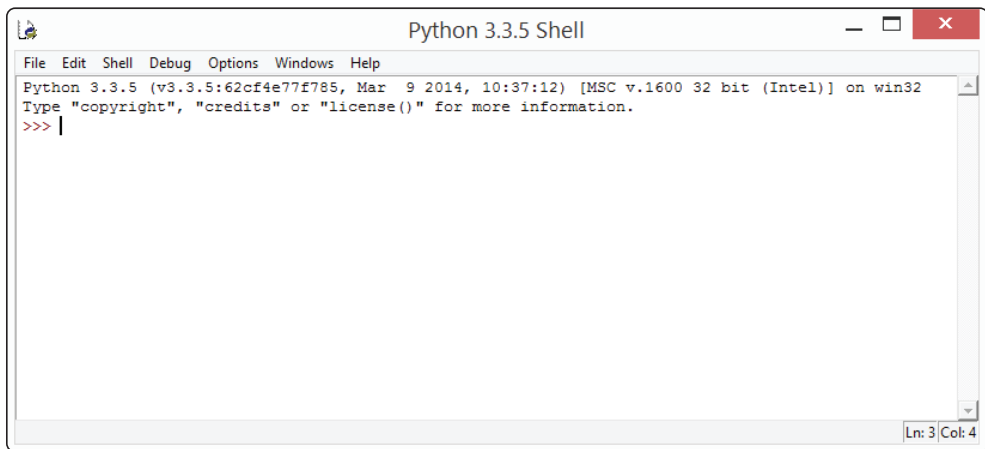 Python 3.3.5 Shell
File Edit Shell Debug Options Windows Help
Python 3.3.5 (v3.3.5:62cf4e77f785, Mar  9 2014, 10:37:12) [MSC v.1600 32 bit (Intel)] on win32
Type "copyright", "credits" or "license()" for more information.
>>>
Ln: 3 Col: 4